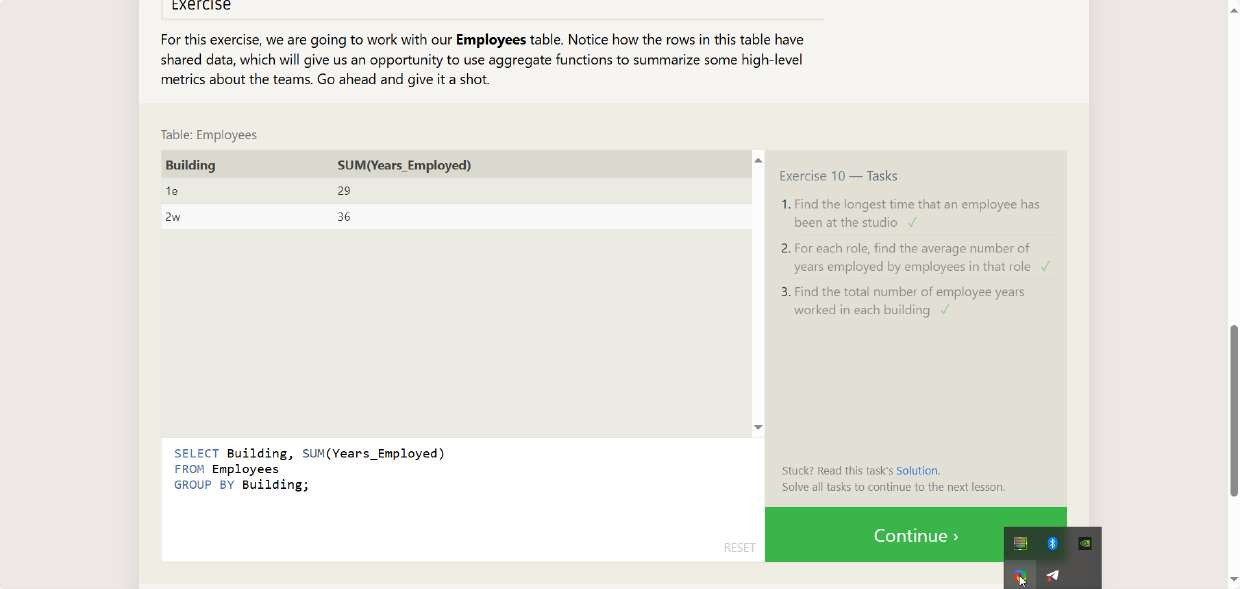 Exercise
For this exercise, we are going to work with our Employees table. Notice how the rows in this table have
shared data, which will give us an opportunity to use aggregate functions to summarize some high-level
metrics about the teams. Go ahead and give it a shot.
Table: Employees
Building SUM(Years_Employed)
1e 29
2w 36
SELECT Building, SUM(Years_Employed)
FROM Employees
GROUP BY Building;
RESET
Exercise 10 — Tasks
1. Find the longest time that an employee has
been at the studio ✓
2. For each role, find the average number of
years employed by employees in that role ✓
3. Find the total number of employee years
worked in each building ✓
Stuck? Read this task's Solution.
Solve all tasks to continue to the next lesson.
Continue ›